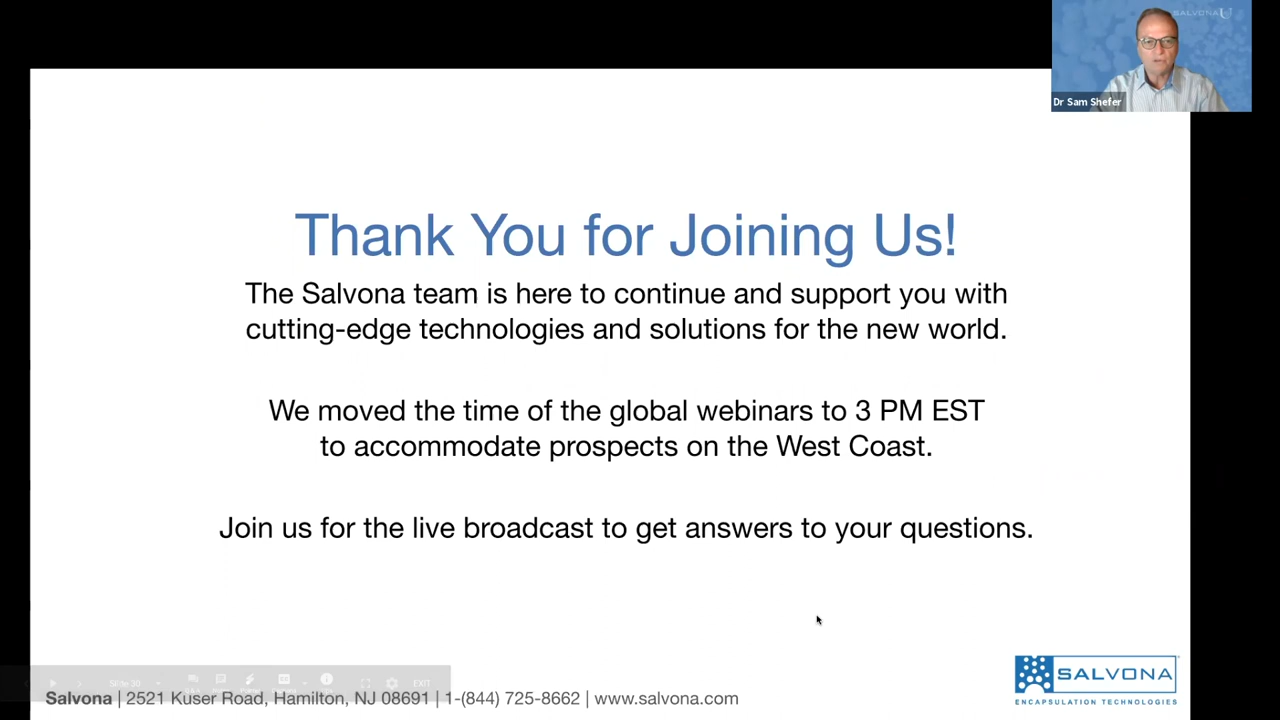 SALVONA U
Dr Sam Shefer
Thank You for Joining Us!
The Salvona team is here to continue and support you with
cutting-edge technologies and solutions for the new world.
We moved the time of the global webinars to 3 PM EST
to accommodate prospects on the West Coast.
Join us for the live broadcast to get answers to your questions.
Slide 30
EXIT
Salvona | 2521 Kuser Road, Hamilton, NJ 08691 | 1-(844) 725-8662 | www.salvona.com
SALVONA
ENCAPSULATION TECHNOLOGIES